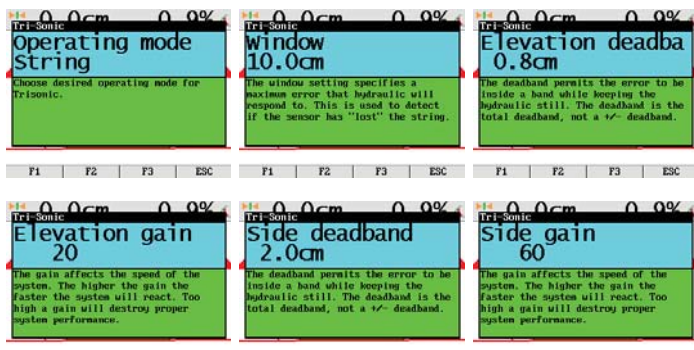 0.0cm 0.9%
Tri-Sonic
Operating mode
String
Choose desired operating mode for
Trisonic.
F1 F2 F3 ESC
0.0cm 0.9%
Tri-Sonic
Window
10.0cm
The window setting specifies a
maximum error that hydraulic will
respond to. This is used to detect
if the sensor has "lost" the string.
F1 F2 F3 ESC
0.0cm 0.9%
Tri-Sonic
Elevation deadba
0.8cm
The deadband permits the error to be
inside a band while keeping the
hydraulic still. The deadband is the
total deadband, not a +/- deadband.
F1 F2 F3 ESC
0.0cm 0.9%
Tri-Sonic
Elevation gain
20
The gain affects the speed of the
system. The higher the gain the
faster the system will react. Too
high a gain will destroy proper
system performance.
0.0cm 0.9%
Tri-Sonic
Side deadband
2.0cm
The deadband permits the error to be
inside a band while keeping the
hydraulic still. The deadband is the
total deadband, not a +/- deadband.
0.0cm 0.9%
Tri-Sonic
Side gain
60
The gain affects the speed of the
system. The higher the gain the
faster the system will react. Too
high a gain will destroy proper
system performance.